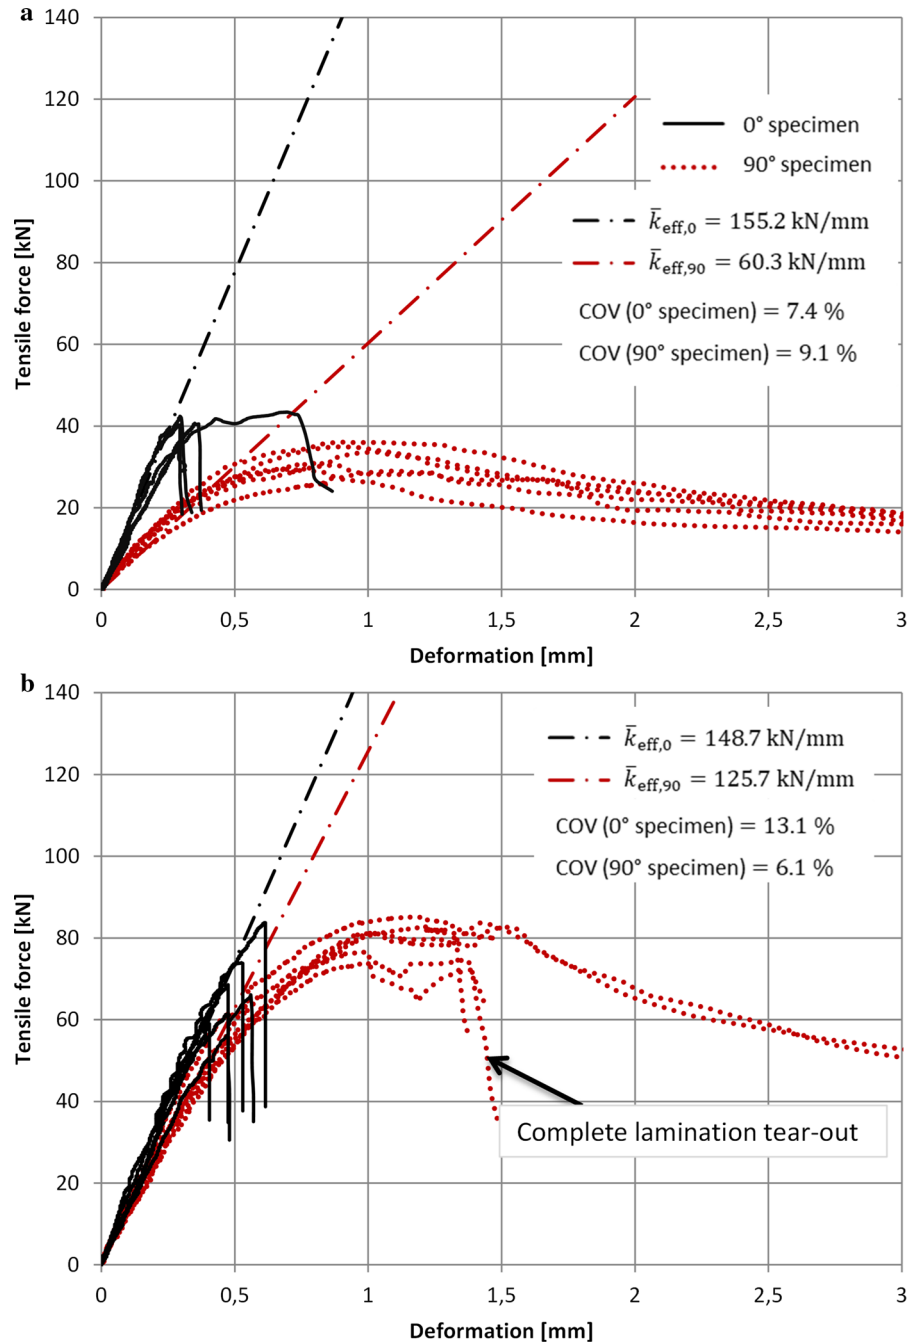 a
140
120
100
80
60
40
20
0
Tensile force [kN]
0° specimen
90° specimen
k̄eff,0 = 155.2 kN/mm
k̄eff,90 = 60.3 kN/mm
COV (0° specimen) = 7.4 %
COV (90° specimen) = 9.1 %
0 0,5 1 1,5 2 2,5 3
Deformation [mm]
b
140
120
100
80
60
40
20
0
Tensile force [kN]
k̄eff,0 = 148.7 kN/mm
k̄eff,90 = 125.7 kN/mm
COV (0° specimen) = 13.1 %
COV (90° specimen) = 6.1 %
Complete lamination tear-out
0 0,5 1 1,5 2 2,5 3
Deformation [mm]